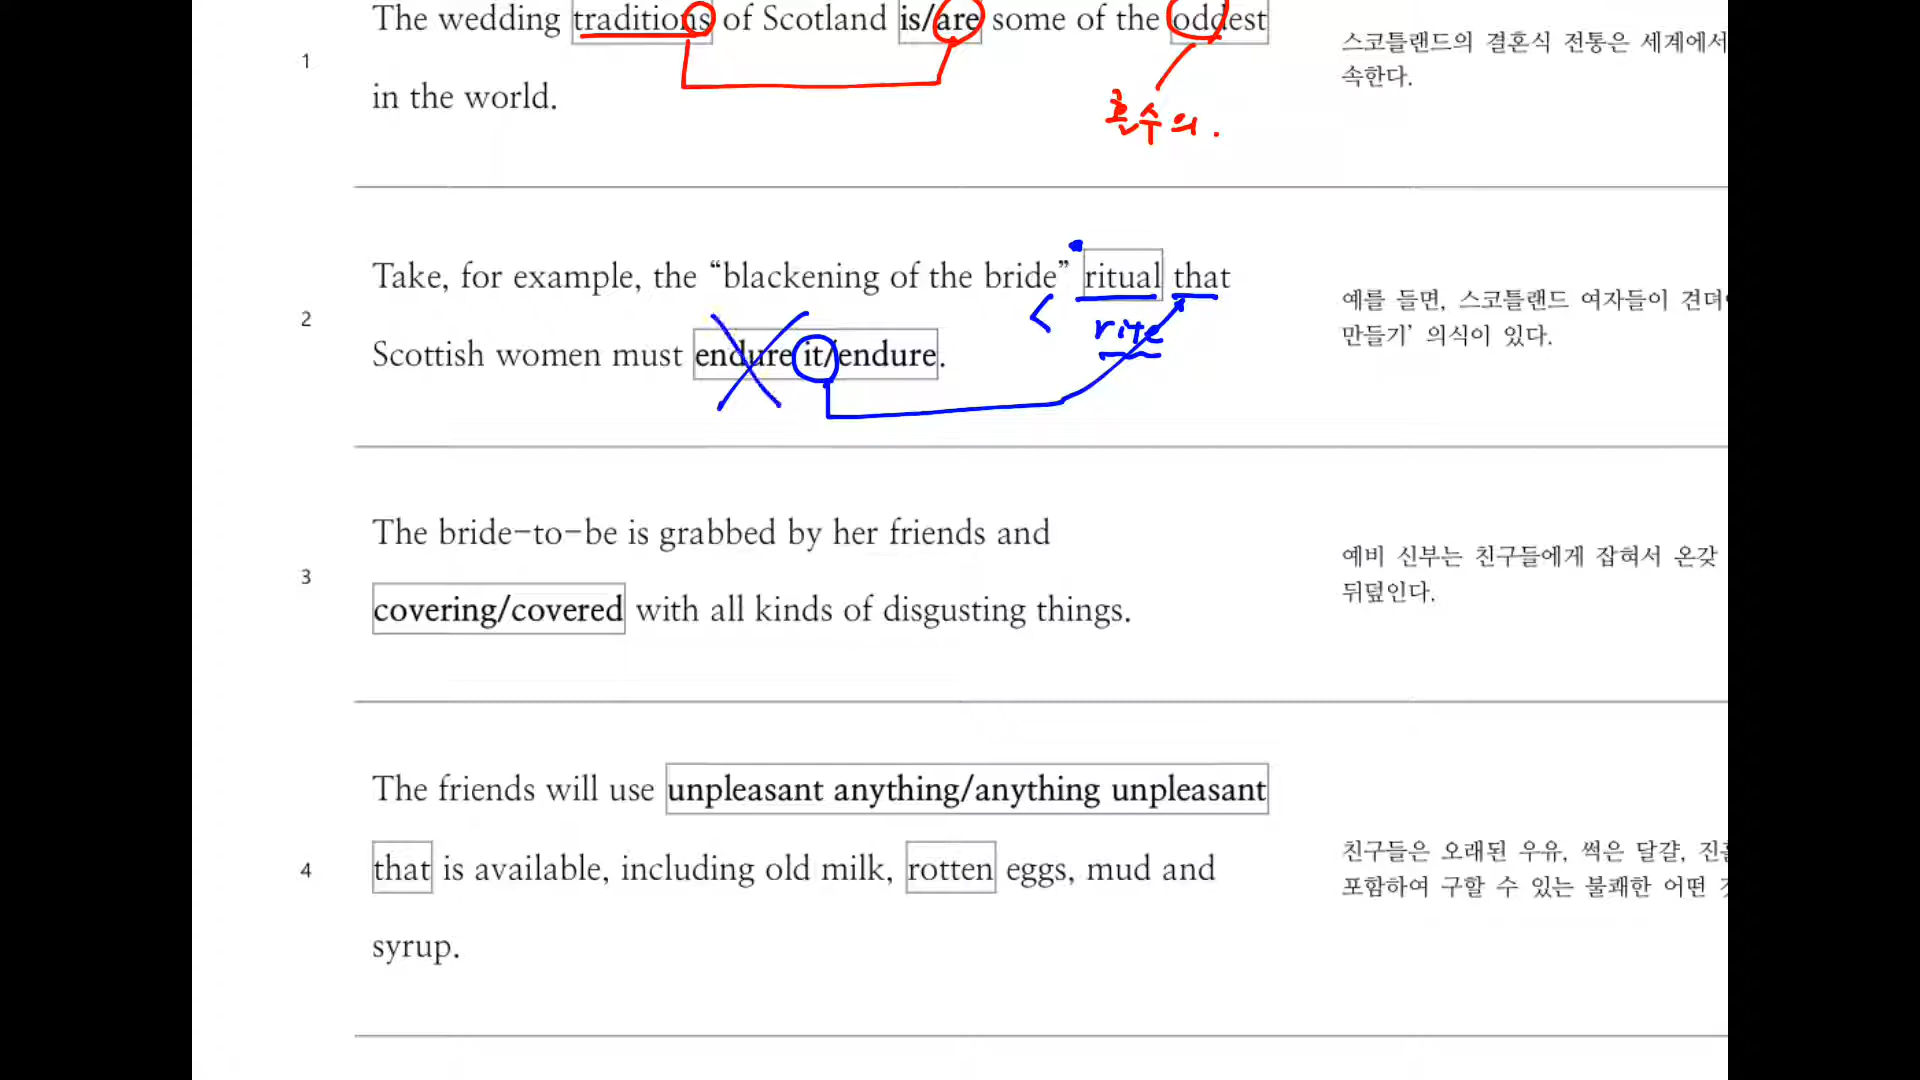 The wedding traditions of Scotland is/are some of the oddest
1
스코틀랜드의 결혼식 전통은 세계에서
속한다.
in the world.
홀수의.
Take, for example, the “blackening of the bride” ritual that
< rite
2
예를 들면, 스코틀랜드 여자들이 견뎌
만들기’ 의식이 있다.
Scottish women must endure it/endure.
The bride-to-be is grabbed by her friends and
3
예비 신부는 친구들에게 잡혀서 온갖
뒤덮인다.
covering/covered with all kinds of disgusting things.
The friends will use unpleasant anything/anything unpleasant
4
친구들은 오래된 우유, 썩은 달걀,
포함하여 구할 수 있는 불쾌한 어떤
that is available, including old milk, rotten eggs, mud and
syrup.